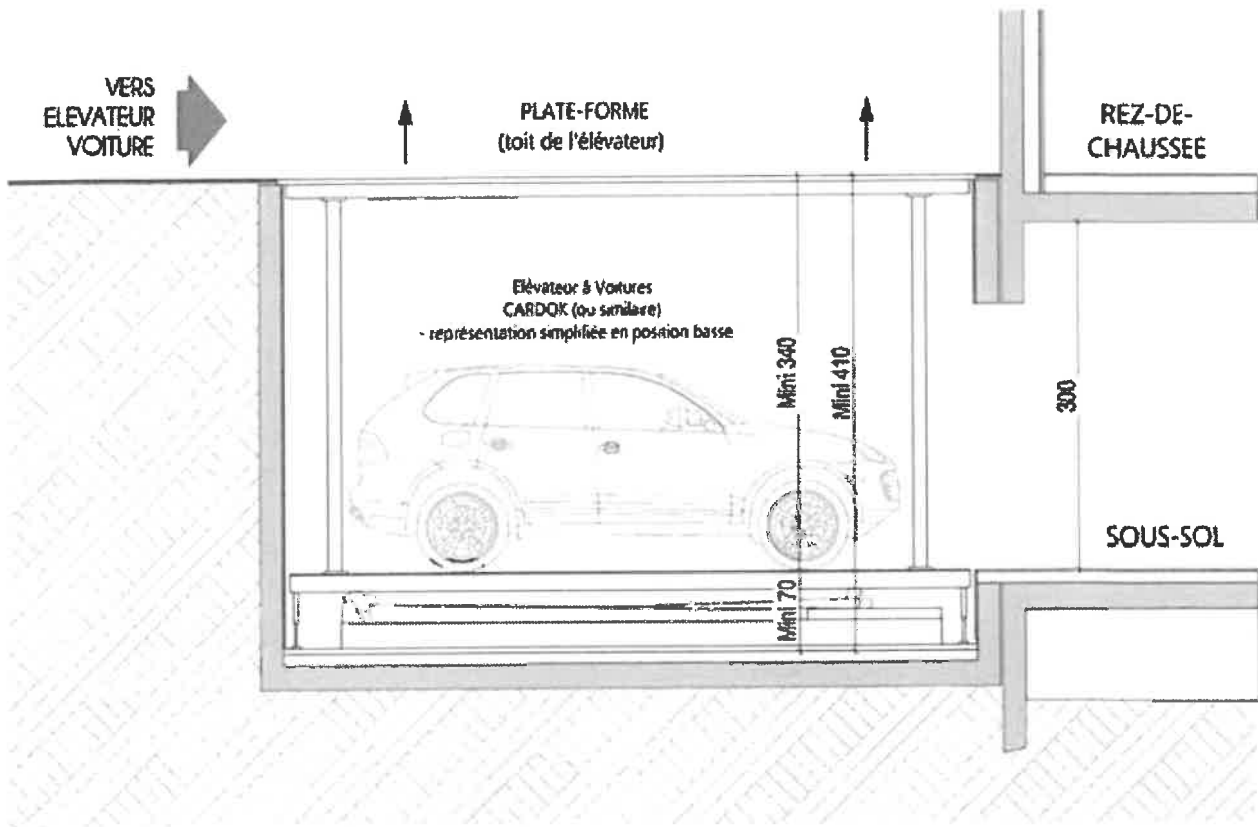 VERS
ELEVATEUR
VOITURE
PLATE-FORME
(toit de l'élévateur)
REZ-DE-
CHAUSSEE
Elévateur à Voitures
CARDOK (ou similaire)
- représentation simplifiée en position basse
Mini 340
Mini 410
300
SOUS-SOL
Mini 70